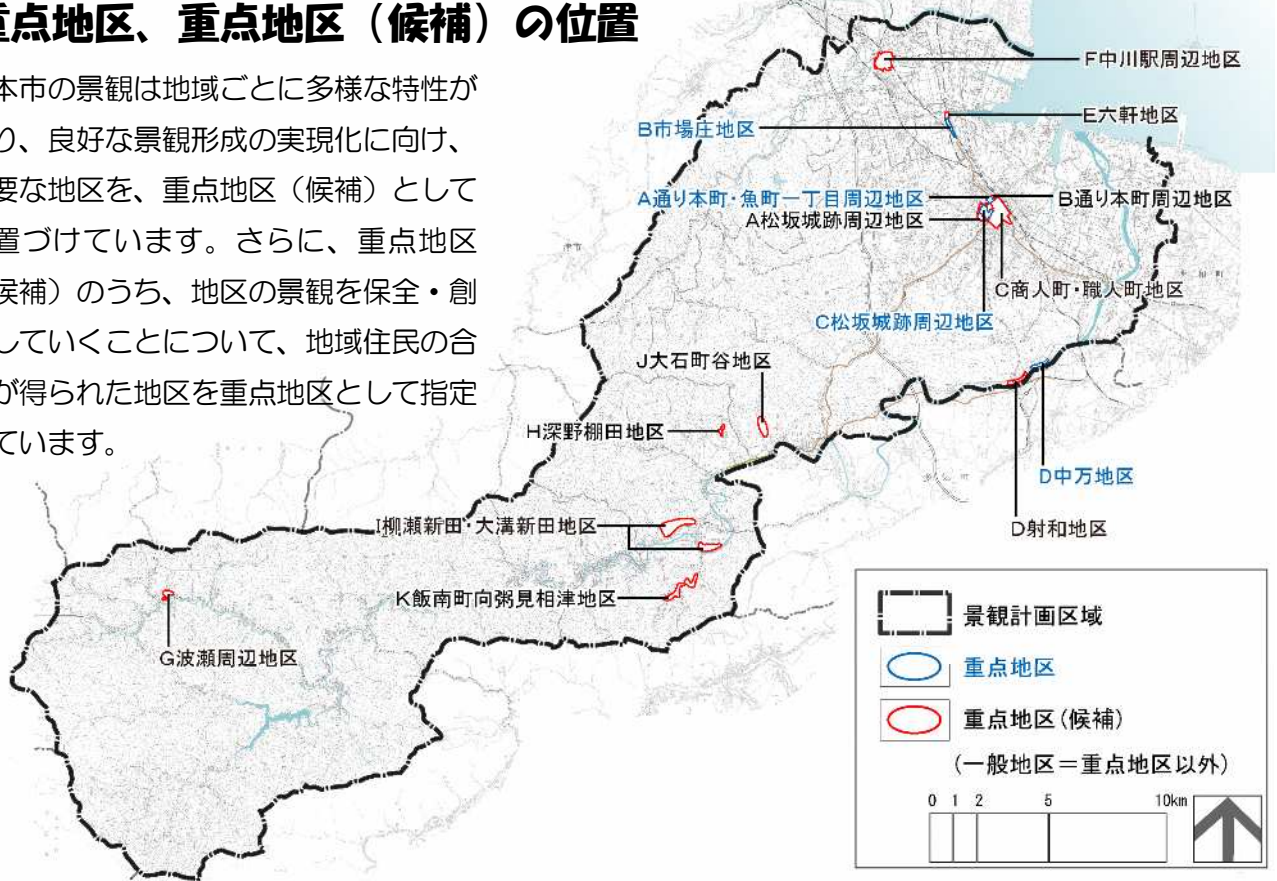 重点地区、重点地区（候補）の位置
本市の景観は地域ごとに多様な特性が
り、良好な景観形成の実現化に向け、
要な地区を、重点地区（候補）として
置づけています。さらに、重点地区
候補）のうち、地区の景観を保全・創
していくことについて、地域住民の合
が得られた地区を重点地区として指定
ています。
F中川駅周辺地区
E六軒地区
B市場庄地区
A通り本町・魚町一丁目周辺地区
B通り本町周辺地区
A松坂城跡周辺地区
C商人町・職人町地区
C松坂城跡周辺地区
J大石町谷地区
H深野棚田地区
D中万地区
D射和地区
I柳瀬新田・大溝新田地区
K飯南町向粥見相津地区
G波瀬周辺地区
景観計画区域
重点地区
重点地区(候補)
(一般地区＝重点地区以外)
0 1 2 5 10km